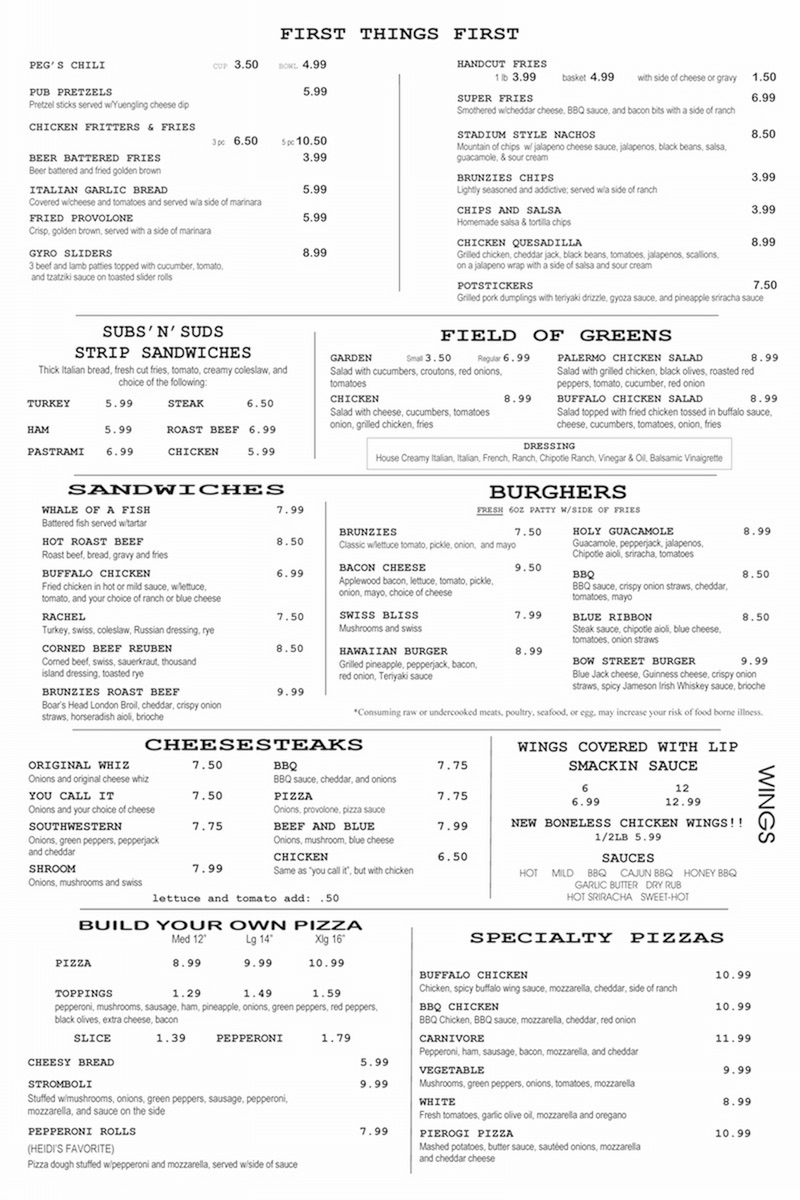 FIRST THINGS FIRST
PEG'S CHILI CUP 3.50 BOWL 4.99
PUB PRETZELS 5.99
Pretzel sticks served w/Yuengling cheese dip
CHICKEN FRITTERS & FRIES
3 pc 6.50 5 pc 10.50
BEER BATTERED FRIES 3.99
Beer battered and fried golden brown
ITALIAN GARLIC BREAD 5.99
Covered w/cheese and tomatoes and served w/a side of marinara
FRIED PROVOLONE 5.99
Crisp, golden brown, served with a side of marinara
GYRO SLIDERS 8.99
3 beef and lamb patties topped with cucumber, tomato,
and tzatziki sauce on toasted slider rolls
HANDCUT FRIES
1 lb 3.99 basket 4.99 with side of cheese or gravy 1.50
SUPER FRIES 6.99
Smothered w/cheddar cheese, BBQ sauce, and bacon bits with a side of ranch
STADIUM STYLE NACHOS 8.50
Mountain of chips w/ jalapeno cheese sauce, jalapenos, black beans, salsa,
guacamole, & sour cream
BRUNZIES CHIPS 3.99
Lightly seasoned and addictive; served w/a side of ranch
CHIPS AND SALSA 3.99
Homemade salsa & tortilla chips
CHICKEN QUESADILLA 8.99
Grilled chicken, cheddar jack, black beans, tomatoes, jalapenos, scallions,
on a jalapeno wrap with a side of salsa and sour cream
POTSTICKERS 7.50
Grilled pork dumplings with teriyaki drizzle, gyoza sauce, and pineapple sriracha sauce
SUBS'N'SUDS
STRIP SANDWICHES
Thick Italian bread, fresh cut fries, tomato, creamy coleslaw, and
choice of the following:
TURKEY 5.99 STEAK 6.50
HAM 5.99 ROAST BEEF 6.99
PASTRAMI 6.99 CHICKEN 5.99
FIELD OF GREENS
GARDEN Small 3.50 Regular 6.99
Salad with cucumbers, croutons, red onions,
tomatoes
CHICKEN 8.99
Salad with cheese, cucumbers, tomatoes
onion, grilled chicken, fries
PALERMO CHICKEN SALAD 8.99
Salad with grilled chicken, black olives, roasted red
peppers, tomato, cucumber, red onion
BUFFALO CHICKEN SALAD 8.99
Salad topped with fried chicken tossed in buffalo sauce,
cheese, cucumbers, tomatoes, onion, fries
DRESSING
House Creamy Italian, Italian, French, Ranch, Chipotle Ranch, Vinegar & Oil, Balsamic Vinaigrette
SANDWICHES
WHALE OF A FISH 7.99
Battered fish served w/tartar
HOT ROAST BEEF 8.50
Roast beef, bread, gravy and fries
BUFFALO CHICKEN 6.99
Fried chicken in hot or mild sauce, w/lettuce,
tomato, and your choice of ranch or blue cheese
RACHEL 7.50
Turkey, swiss, coleslaw, Russian dressing, rye
CORNED BEEF REUBEN 8.50
Corned beef, swiss, sauerkraut, thousand
island dressing, toasted rye
BRUNZIES ROAST BEEF 9.99
Boar's Head London Broil, cheddar, crispy onion
straws, horseradish aioli, brioche
BURGHERS
FRESH 6OZ PATTY W/SIDE OF FRIES
BRUNZIES 7.50
Classic w/lettuce tomato, pickle, onion, and mayo
BACON CHEESE 9.50
Applewood bacon, lettuce, tomato, pickle,
onion, mayo, choice of cheese
SWISS BLISS 7.99
Mushrooms and swiss
HAWAIIAN BURGER 8.99
Grilled pineapple, pepperjack, bacon,
red onion, Teriyaki sauce
HOLY GUACAMOLE 8.99
Guacamole, pepperjack, jalapenos,
Chipotle aioli, sriracha, tomatoes
BBQ 8.50
BBQ sauce, crispy onion straws, cheddar,
tomatoes, mayo
BLUE RIBBON 8.50
Steak sauce, chipotle aioli, blue cheese,
tomatoes, onion straws
BOW STREET BURGER 9.99
Blue Jack cheese, Guinness cheese, crispy onion
straws, spicy Jameson Irish Whiskey sauce, brioche
*Consuming raw or undercooked meats, poultry, seafood, or egg, may increase your risk of food borne illness.
CHEESESTEAKS
ORIGINAL WHIZ 7.50
Onions and original cheese whiz
YOU CALL IT 7.50
Onions and your choice of cheese
SOUTHWESTERN 7.75
Onions, green peppers, pepperjack
and cheddar
SHROOM 7.99
Onions, mushrooms and swiss
BBQ 7.75
BBQ sauce, cheddar, and onions
PIZZA 7.75
Onions, provolone, pizza sauce
BEEF AND BLUE 7.99
Onions, mushroom, blue cheese
CHICKEN 6.50
Same as "you call it", but with chicken
lettuce and tomato add: .50
WINGS COVERED WITH LIP
SMACKIN SAUCE
6 12
6.99 12.99
NEW BONELESS CHICKEN WINGS!!
1/2LB 5.99
SAUCES
HOT MILD BBQ CAJUN BBQ HONEY BBQ
GARLIC BUTTER DRY RUB
HOT SRIRACHA SWEET-HOT
WINGS
BUILD YOUR OWN PIZZA
Med 12" Lg 14" Xlg 16"
PIZZA 8.99 9.99 10.99
TOPPINGS 1.29 1.49 1.59
pepperoni, mushrooms, sausage, ham, pineapple, onions, green peppers, red peppers,
black olives, extra cheese, bacon
SLICE 1.39 PEPPERONI 1.79
CHEESY BREAD 5.99
STROMBOLI 9.99
Stuffed w/mushrooms, onions, green peppers, sausage, pepperoni,
mozzarella, and sauce on the side
PEPPERONI ROLLS 7.99
(HEIDI'S FAVORITE)
Pizza dough stuffed w/pepperoni and mozzarella, served w/side of sauce
SPECIALTY PIZZAS
BUFFALO CHICKEN 10.99
Chicken, spicy buffalo wing sauce, mozzarella, cheddar, side of ranch
BBQ CHICKEN 10.99
BBQ Chicken, BBQ sauce, mozzarella, cheddar, red onion
CARNIVORE 11.99
Pepperoni, ham, sausage, bacon, mozzarella, and cheddar
VEGETABLE 9.99
Mushrooms, green peppers, onions, tomatoes, mozzarella
WHITE 8.99
Fresh tomatoes, garlic olive oil, mozzarella and oregano
PIEROGI PIZZA 10.99
Mashed potatoes, butter sauce, sautéed onions, mozzarella
and cheddar cheese